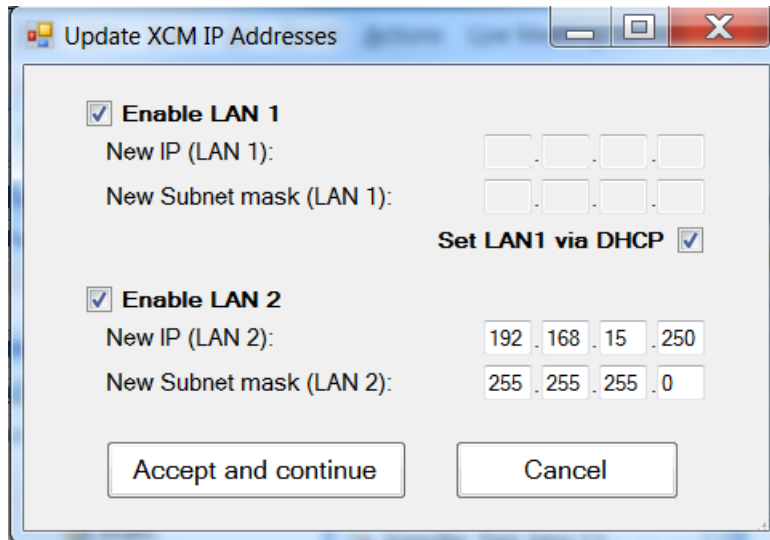 Update XCM IP Addresses
Enable LAN 1
New IP (LAN 1): . . .
New Subnet mask (LAN 1): . . .
Set LAN1 via DHCP
Enable LAN 2
New IP (LAN 2): 192 . 168 . 15 . 250
New Subnet mask (LAN 2): 255 . 255 . 255 . 0
Accept and continue Cancel